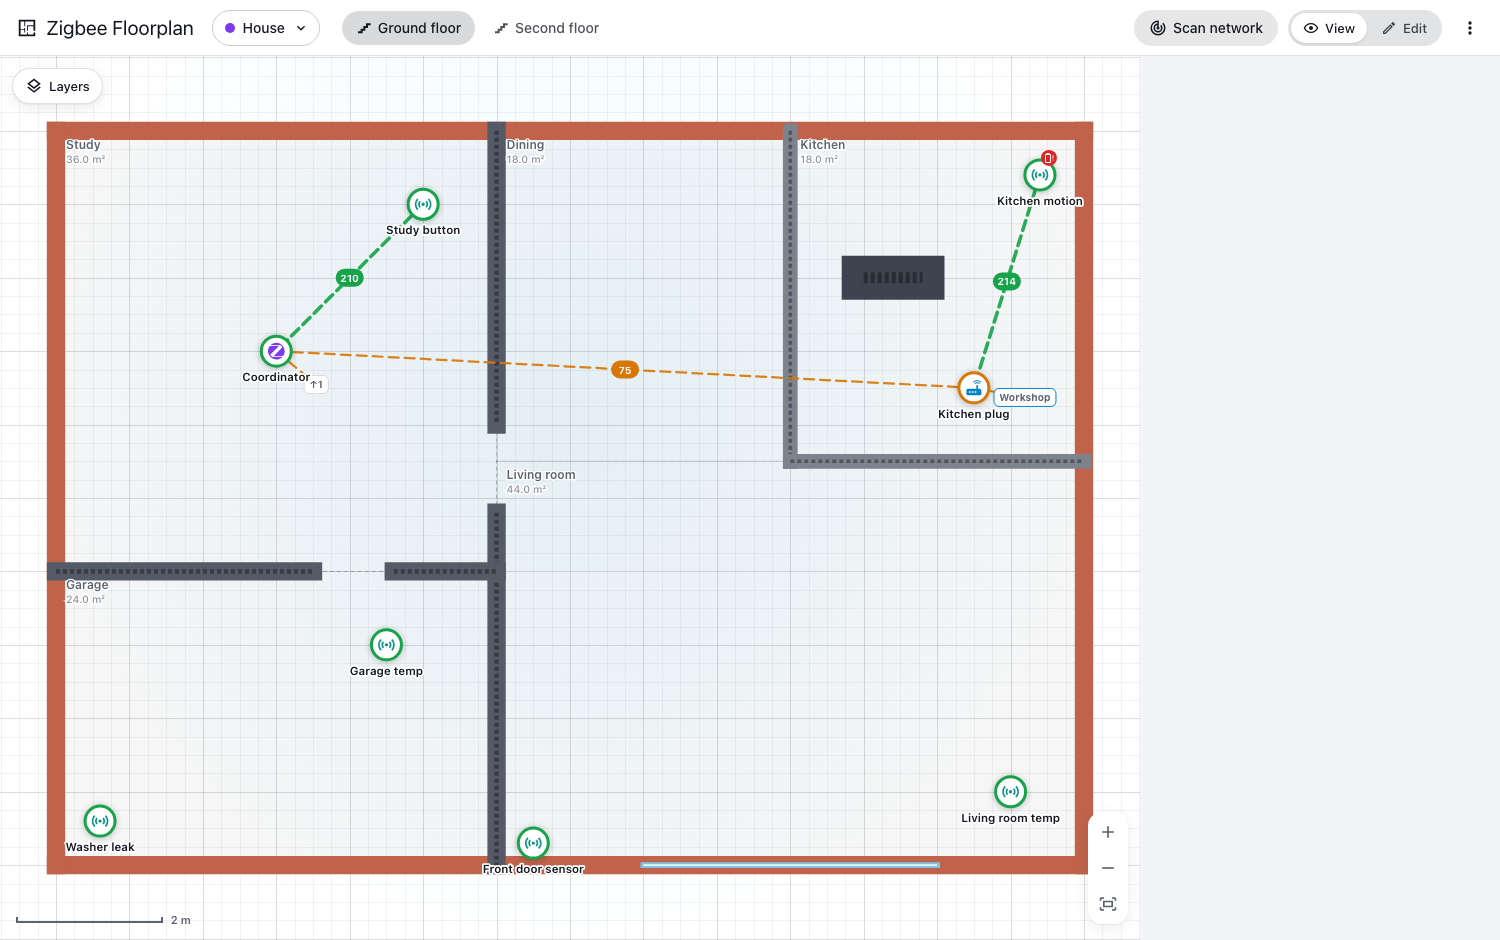 Zigbee Floorplan
House
Ground floor
Second floor
Scan network
View
Edit
Layers
Study
36.0 m²
Dining
18.0 m²
Kitchen
18.0 m²
Kitchen motion
Study button
210
214
Coordinator
↑1
75
Workshop
Kitchen plug
Living room
44.0 m²
Garage
24.0 m²
Garage temp
Living room temp
Washer leak
Front door sensor
2 m